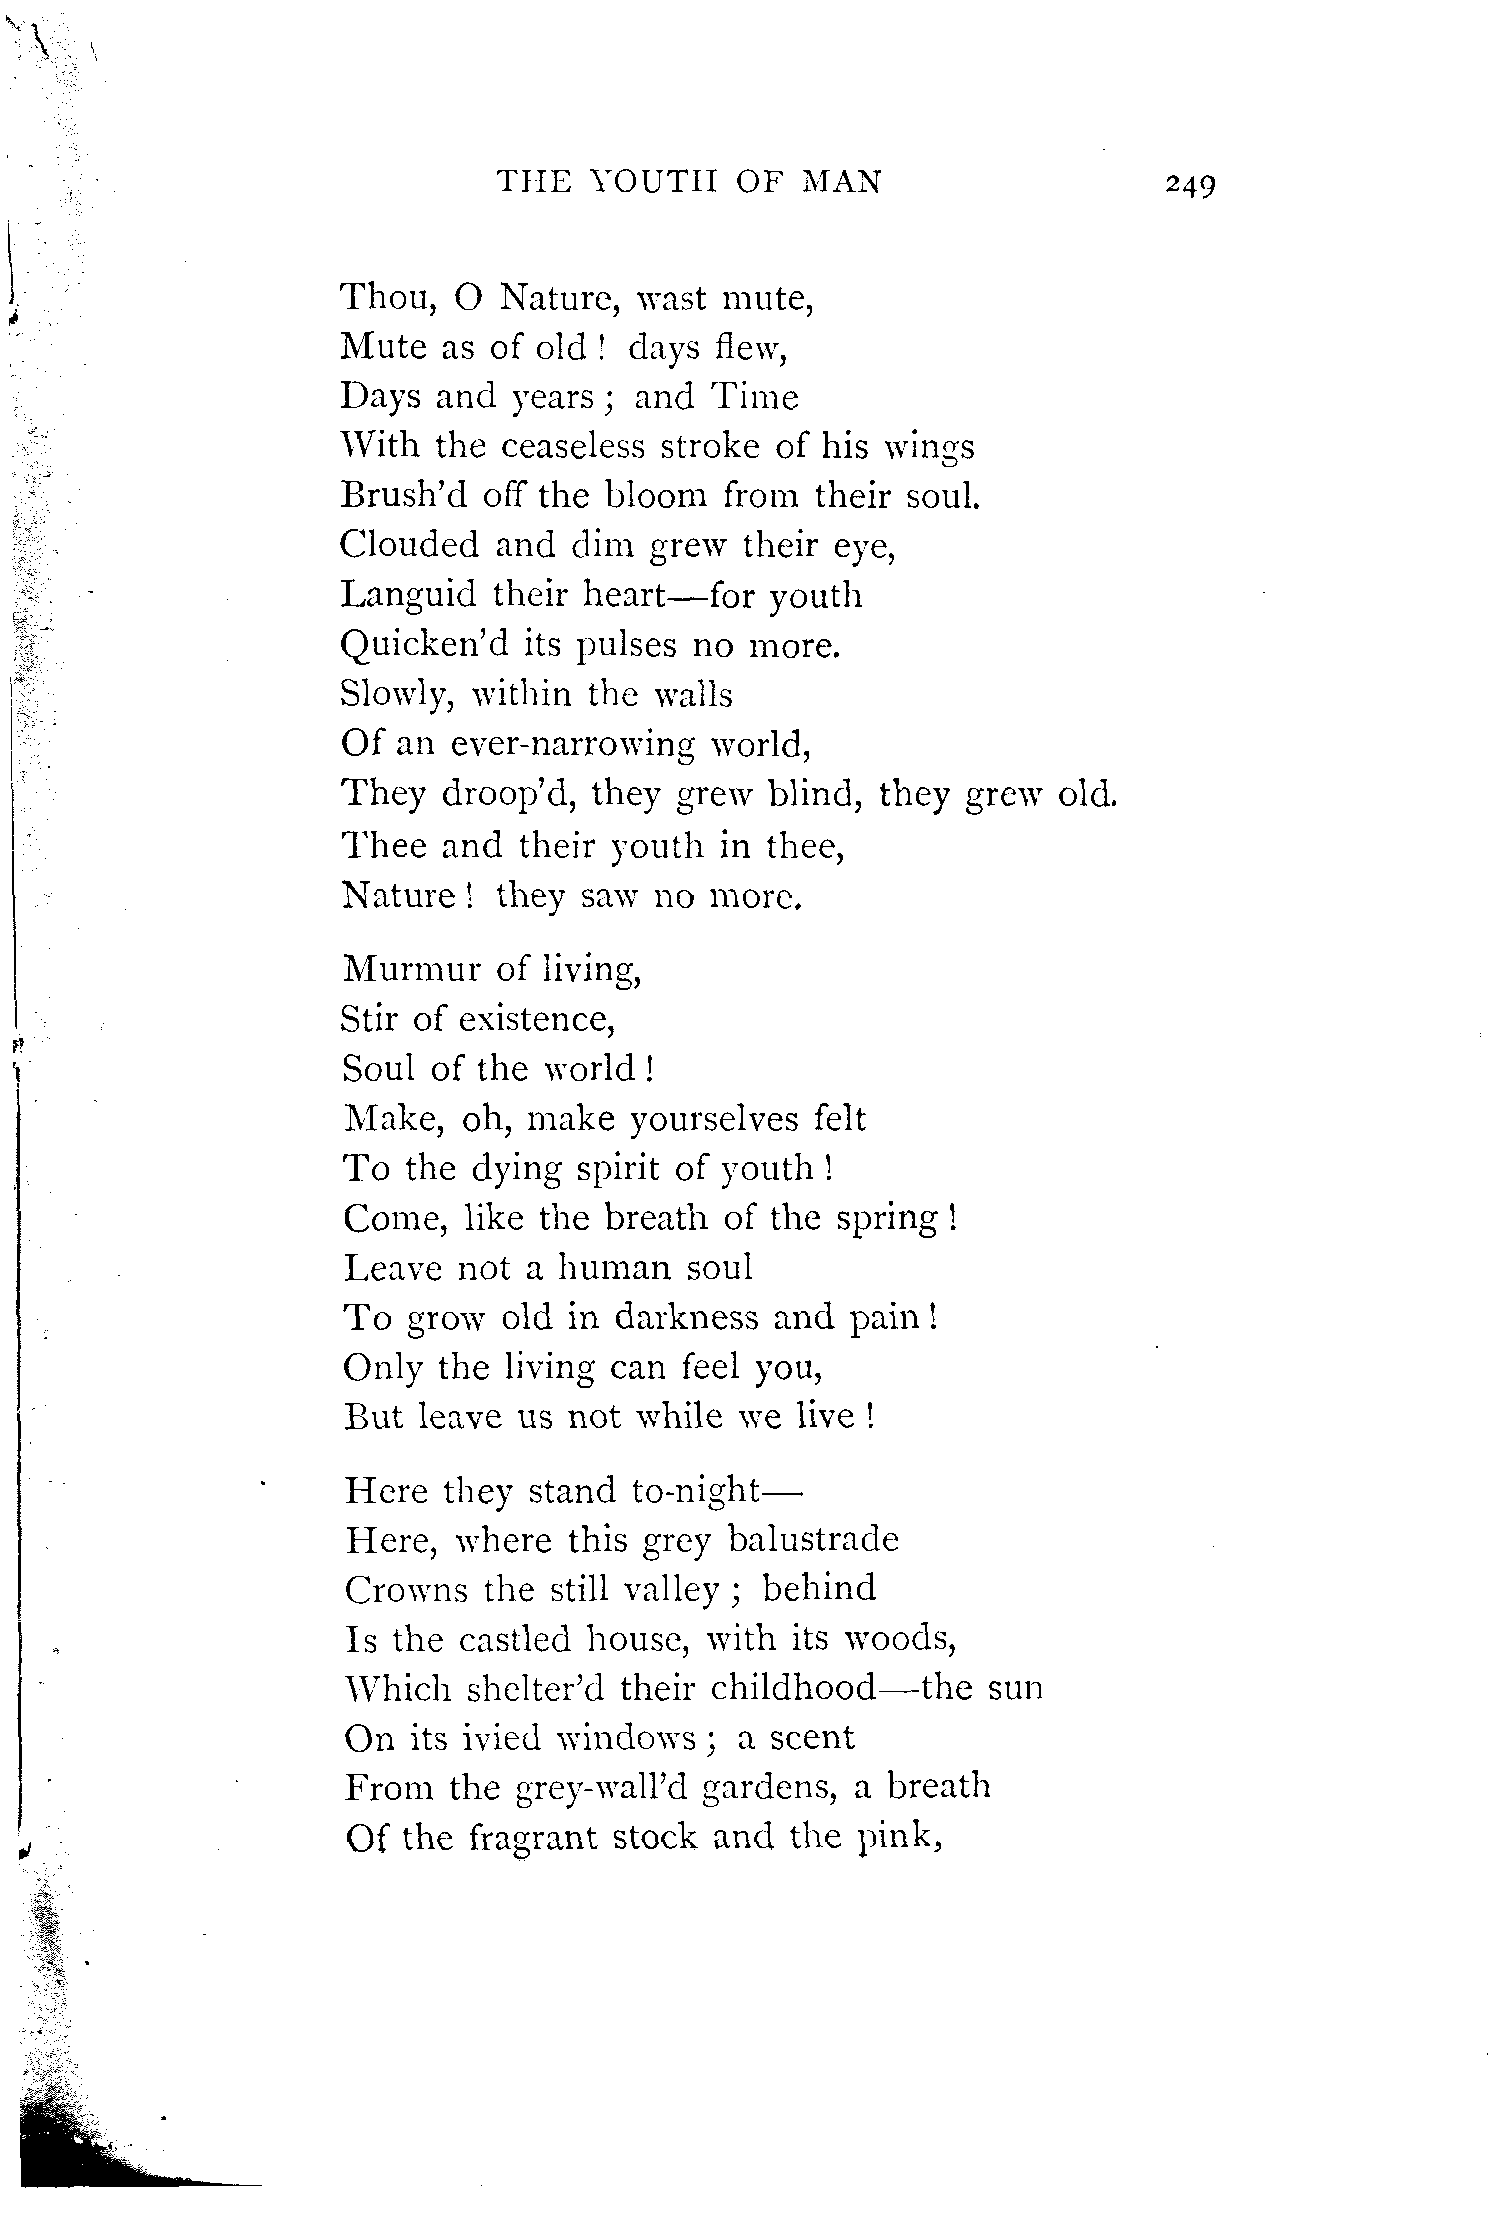 THE YOUTH OF MAN 249
Thou, O Nature, wast mute,
Mute as of old ! days flew,
Days and years ; and Time
With the ceaseless stroke of his wings
Brush'd off the bloom from their soul.
Clouded and dim grew their eye,
Languid their heart—for youth
Quicken'd its pulses no more.
Slowly, within the walls
Of an ever-narrowing world,
They droop'd, they grew blind, they grew old.
Thee and their youth in thee,
Nature ! they saw no more.
Murmur of living,
Stir of existence,
Soul of the world !
Make, oh, make yourselves felt
To the dying spirit of youth !
Come, like the breath of the spring !
Leave not a human soul
To grow old in darkness and pain !
Only the living can feel you,
But leave us not while we live !
Here they stand to-night—
Here, where this grey balustrade
Crowns the still valley ; behind
Is the castled house, with its woods,
Which shelter'd their childhood—the sun
On its ivied windows ; a scent
From the grey-wall'd gardens, a breath
Of the fragrant stock and the pink,